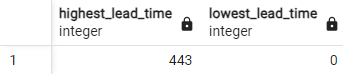 highest_lead_time lowest_lead_time
integer integer
1 443 0